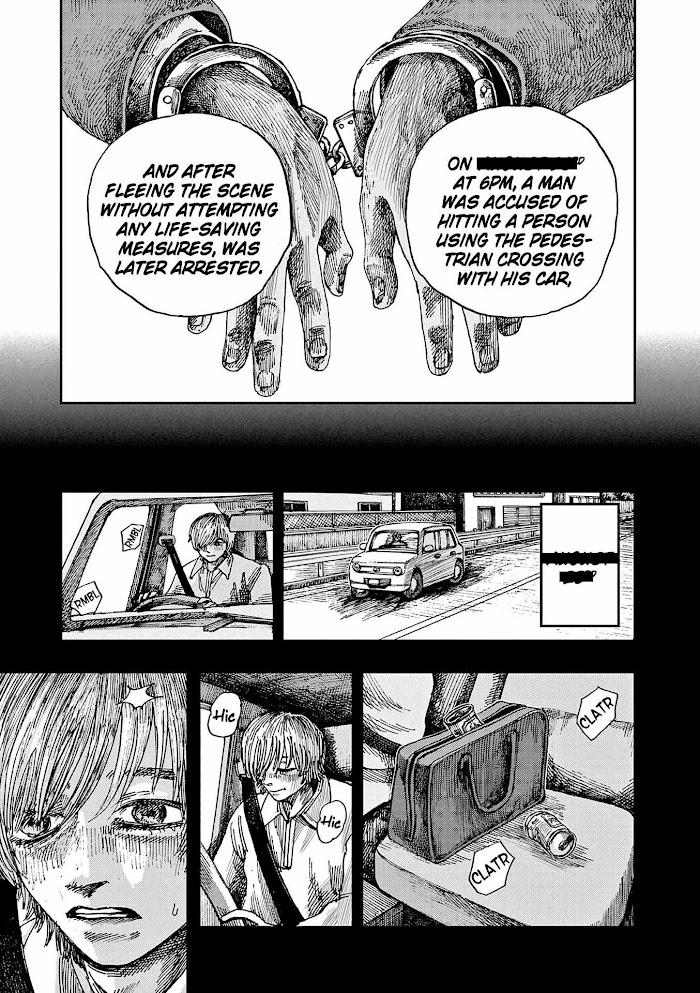 ON
AT 6PM, A MAN
WAS ACCUSED OF
HITTING A PERSON
USING THE PEDES-
TRIAN CROSSING
WITH HIS CAR,
AND AFTER
FLEEING THE SCENE
WITHOUT ATTEMPTING
ANY LIFE-SAVING
MEASURES, WAS
LATER ARRESTED.
RMBL
RMBL
CLATR
CLATR
Hic
Hic